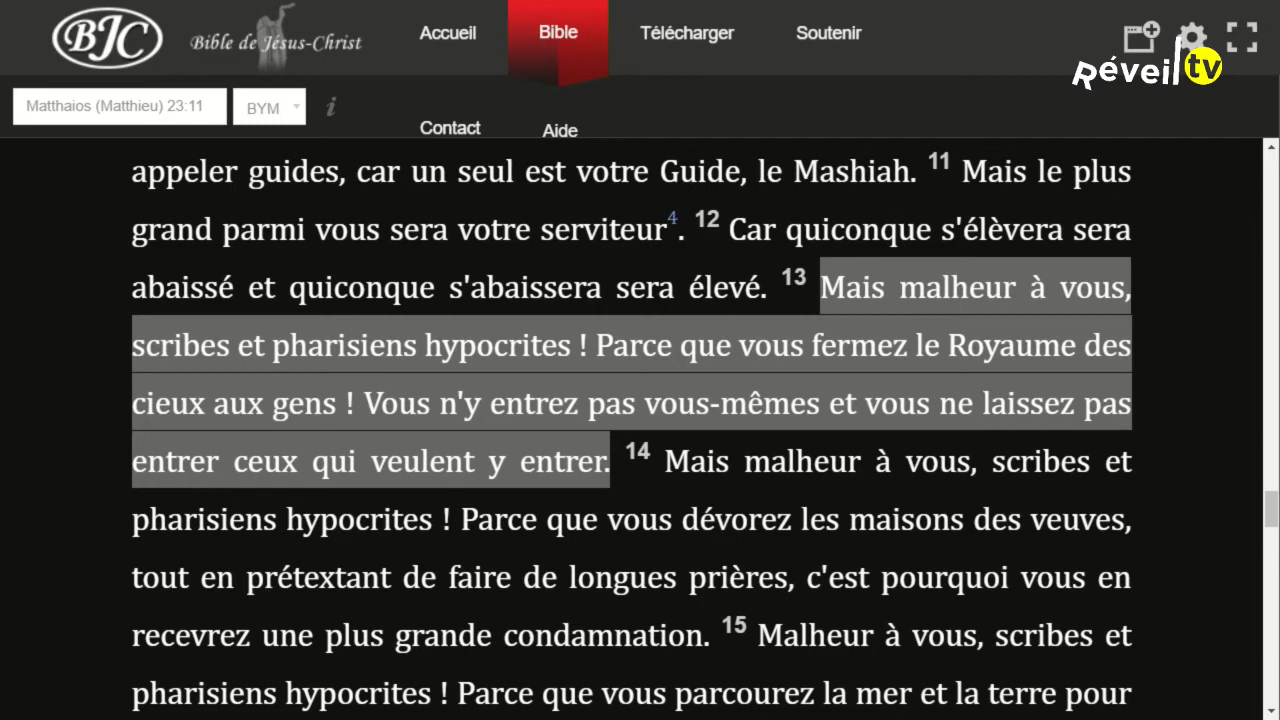 BJC
Bible de Jésus-Christ
Accueil
Bible
Télécharger
Soutenir
Réveil tv
Matthaios (Matthieu) 23:11
BYM
i
Contact
Aide
appeler guides, car un seul est votre Guide, le Mashiah. 11 Mais le plus
grand parmi vous sera votre serviteur4. 12 Car quiconque s'élèvera sera
abaissé et quiconque s'abaissera sera élevé. 13 Mais malheur à vous,
scribes et pharisiens hypocrites ! Parce que vous fermez le Royaume des
cieux aux gens ! Vous n'y entrez pas vous-mêmes et vous ne laissez pas
entrer ceux qui veulent y entrer. 14 Mais malheur à vous, scribes et
pharisiens hypocrites ! Parce que vous dévorez les maisons des veuves,
tout en prétextant de faire de longues prières, c'est pourquoi vous en
recevrez une plus grande condamnation. 15 Malheur à vous, scribes et
pharisiens hypocrites ! Parce que vous parcourez la mer et la terre pour